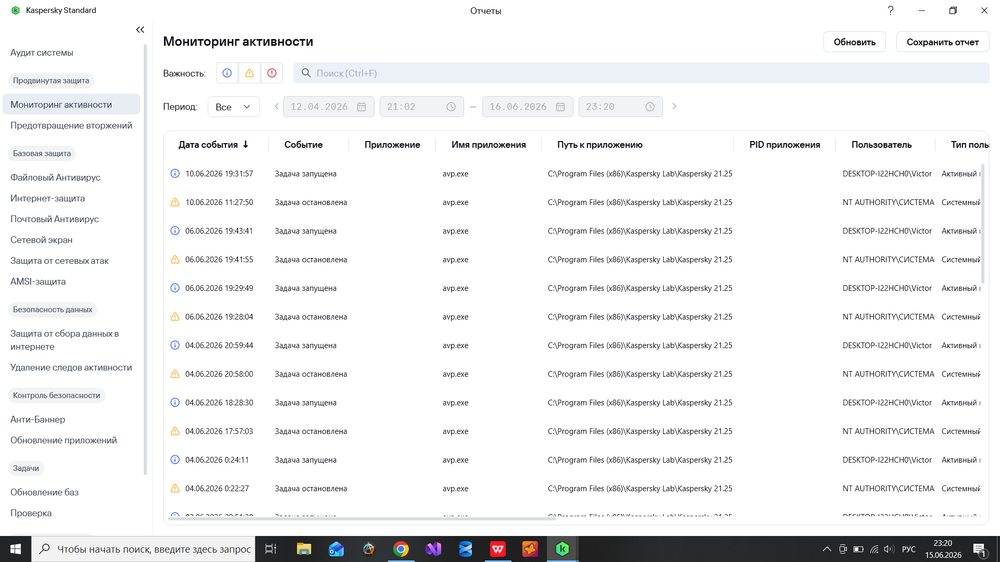 Kaspersky Standard
Отчеты
Аудит системы
Продвинутая защита
Мониторинг активности
Предотвращение вторжений
Базовая защита
Файловый Антивирус
Интернет-защита
Почтовый Антивирус
Сетевой экран
Защита от сетевых атак
AMSI-защита
Безопасность данных
Защита от сбора данных в
интернете
Удаление следов активности
Контроль безопасности
Анти-Баннер
Обновление приложений
Задачи
Обновление баз
Проверка
Мониторинг активности
Обновить
Сохранить отчет
Важность:
Поиск (Ctrl+F)
Период: Все 12.04.2026 21:02 – 16.06.2026 23:20
Дата события ↓ Событие Приложение Имя приложения Путь к приложению PID приложения Пользователь Тип поль
10.06.2026 19:31:57 Задача запущена avp.exe C:\Program Files (x86)\Kaspersky Lab\Kaspersky 21.25 DESKTOP-I22HCH0\Victor Активный
10.06.2026 11:27:50 Задача остановлена avp.exe C:\Program Files (x86)\Kaspersky Lab\Kaspersky 21.25 NT AUTHORITY\СИСТЕМА Системный
06.06.2026 19:43:41 Задача запущена avp.exe C:\Program Files (x86)\Kaspersky Lab\Kaspersky 21.25 DESKTOP-I22HCH0\Victor Активный
06.06.2026 19:41:55 Задача остановлена avp.exe C:\Program Files (x86)\Kaspersky Lab\Kaspersky 21.25 NT AUTHORITY\СИСТЕМА Системный
06.06.2026 19:29:49 Задача запущена avp.exe C:\Program Files (x86)\Kaspersky Lab\Kaspersky 21.25 DESKTOP-I22HCH0\Victor Активный
06.06.2026 19:28:04 Задача остановлена avp.exe C:\Program Files (x86)\Kaspersky Lab\Kaspersky 21.25 NT AUTHORITY\СИСТЕМА Системный
04.06.2026 20:59:44 Задача запущена avp.exe C:\Program Files (x86)\Kaspersky Lab\Kaspersky 21.25 DESKTOP-I22HCH0\Victor Активный
04.06.2026 20:58:00 Задача остановлена avp.exe C:\Program Files (x86)\Kaspersky Lab\Kaspersky 21.25 NT AUTHORITY\СИСТЕМА Системный
04.06.2026 18:28:30 Задача запущена avp.exe C:\Program Files (x86)\Kaspersky Lab\Kaspersky 21.25 DESKTOP-I22HCH0\Victor Активный
04.06.2026 17:57:03 Задача остановлена avp.exe C:\Program Files (x86)\Kaspersky Lab\Kaspersky 21.25 NT AUTHORITY\СИСТЕМА Системный
04.06.2026 0:24:11 Задача запущена avp.exe C:\Program Files (x86)\Kaspersky Lab\Kaspersky 21.25 DESKTOP-I22HCH0\Victor Активный
04.06.2026 0:22:27 Задача остановлена avp.exe C:\Program Files (x86)\Kaspersky Lab\Kaspersky 21.25 NT AUTHORITY\СИСТЕМА Системный
Чтобы начать поиск, введите здесь запрос
РУС
23:20
15.06.2026
1